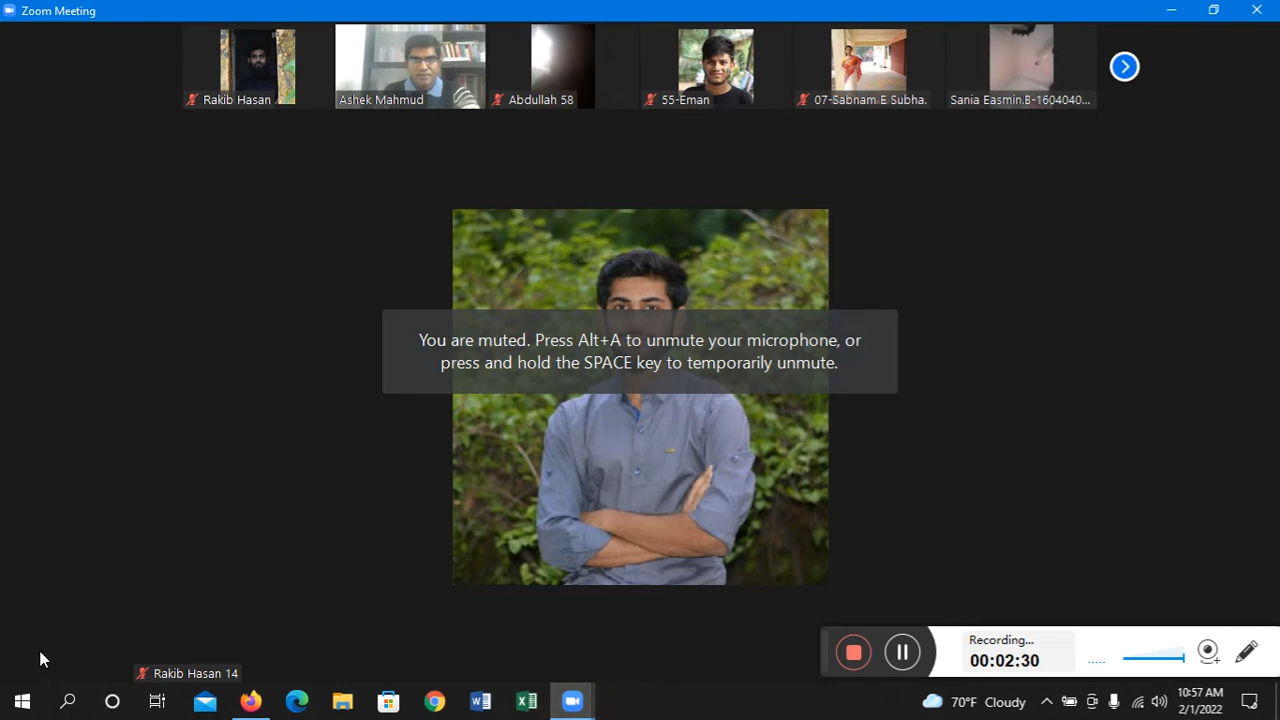 Zoom Meeting
Rakib Hasan
Ashek Mahmud
Abdullah 58
55-Eman
07-Sabnam E Subha.
Sania Easmin.B-1604040...
You are muted. Press Alt+A to unmute your microphone, or
press and hold the SPACE key to temporarily unmute.
Recording...
00:02:30
Rakib Hasan 14
70°F Cloudy
10:57 AM
2/1/2022